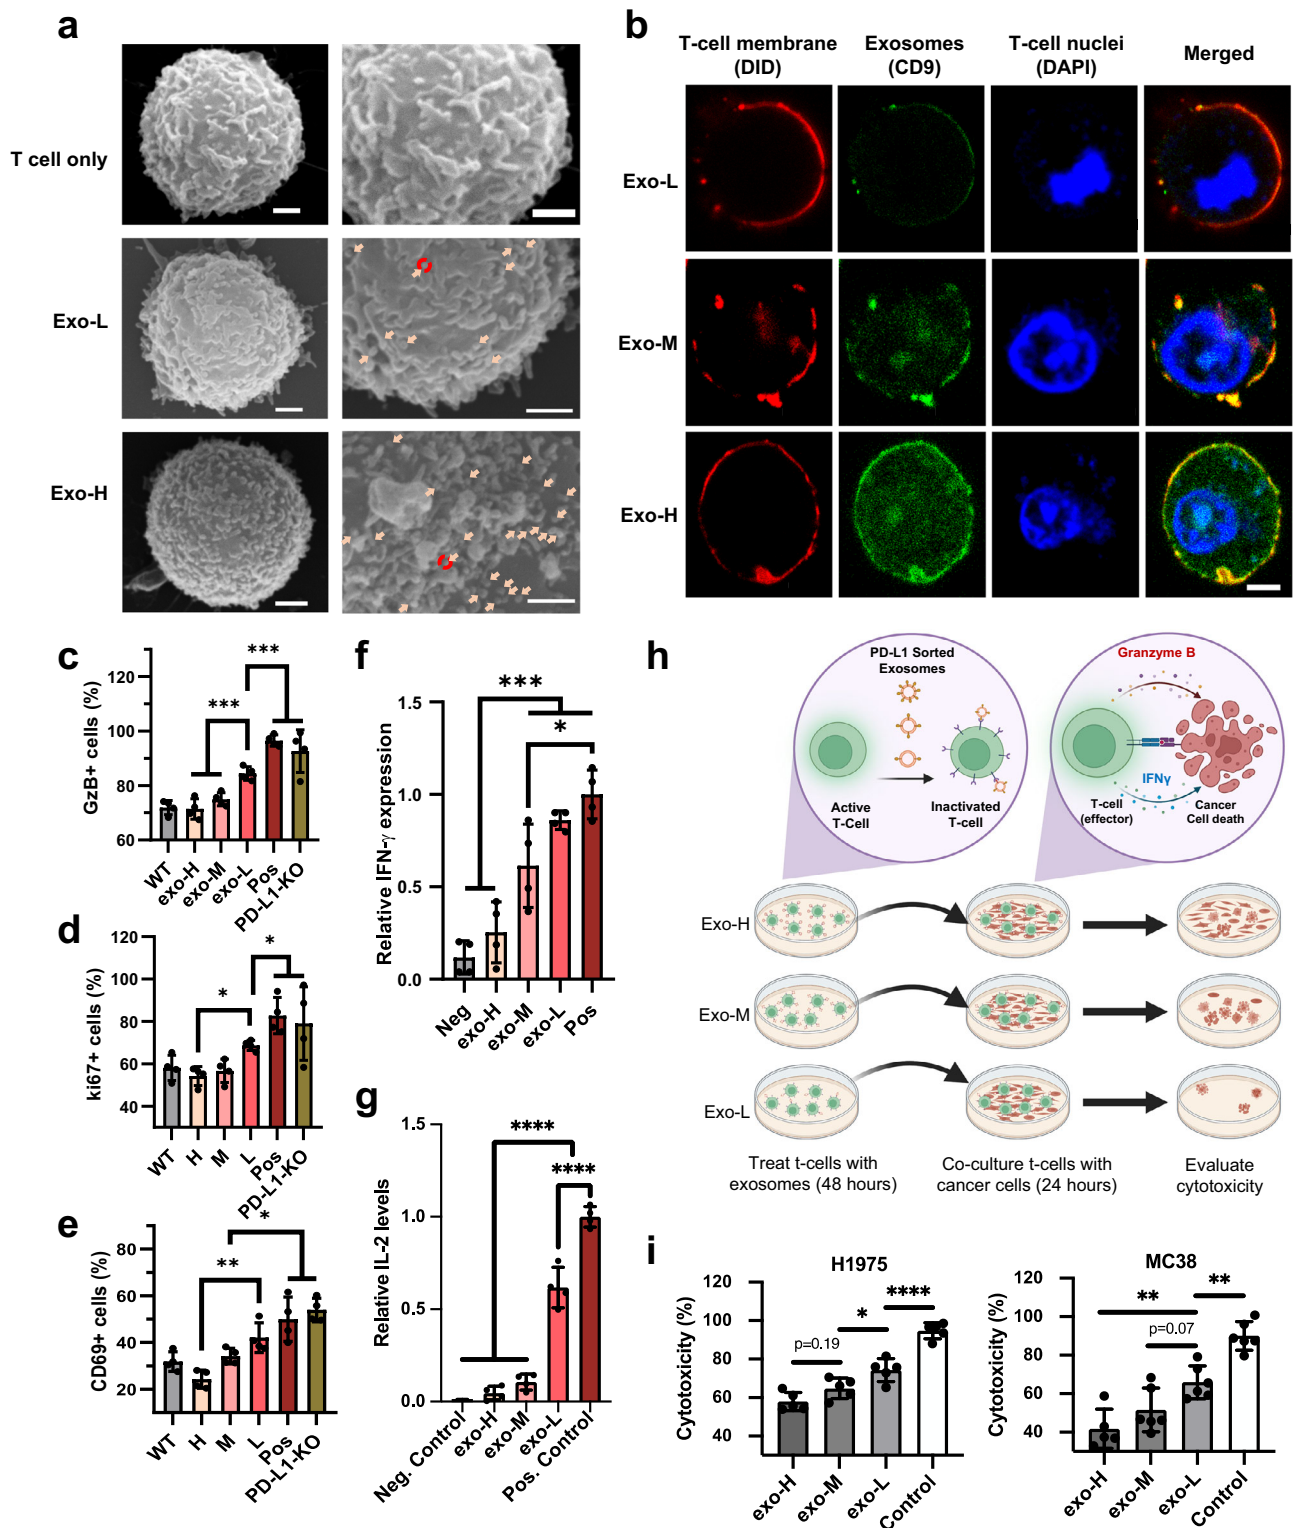 a
T cell only
Exo-L
Exo-H
b
T-cell membrane
(DID)
Exosomes
(CD9)
T-cell nuclei
(DAPI)
Merged
Exo-L
Exo-M
Exo-H
c
GzB+ cells (%)
120
100
80
60
***
***
WT
exo-H
exo-M
exo-L
Pos
PD-L1-KO
d
ki67+ cells (%)
120
100
80
60
40
*
*
WT
H
M
L
Pos
PD-L1-KO
e
CD69+ cells (%)
80
60
40
20
**
*
WT
H
M
L
Pos
PD-L1-KO
f
Relative IFN-γ expression
1.5
1.0
0.5
0.0
***
*
Neg
exo-H
exo-M
exo-L
Pos
g
Relative IL-2 levels
1.5
1.0
0.5
0.0
****
****
Neg. Control
exo-H
exo-M
exo-L
Pos. Control
h
PD-L1 Sorted
Exosomes
Active
T-Cell
Inactivated
T-cell
Granzyme B
IFNγ
T-cell
(effector)
Cancer
Cell death
Exo-H
Exo-M
Exo-L
Treat t-cells with
exosomes (48 hours)
Co-culture t-cells with
cancer cells (24 hours)
Evaluate
cytotoxicity
i
H1975
Cytotoxicity (%)
120
100
80
60
40
p=0.19
*
****
exo-H
exo-M
exo-L
Control
MC38
Cytotoxicity (%)
120
100
80
60
40
**
p=0.07
**
exo-H
exo-M
exo-L
Control